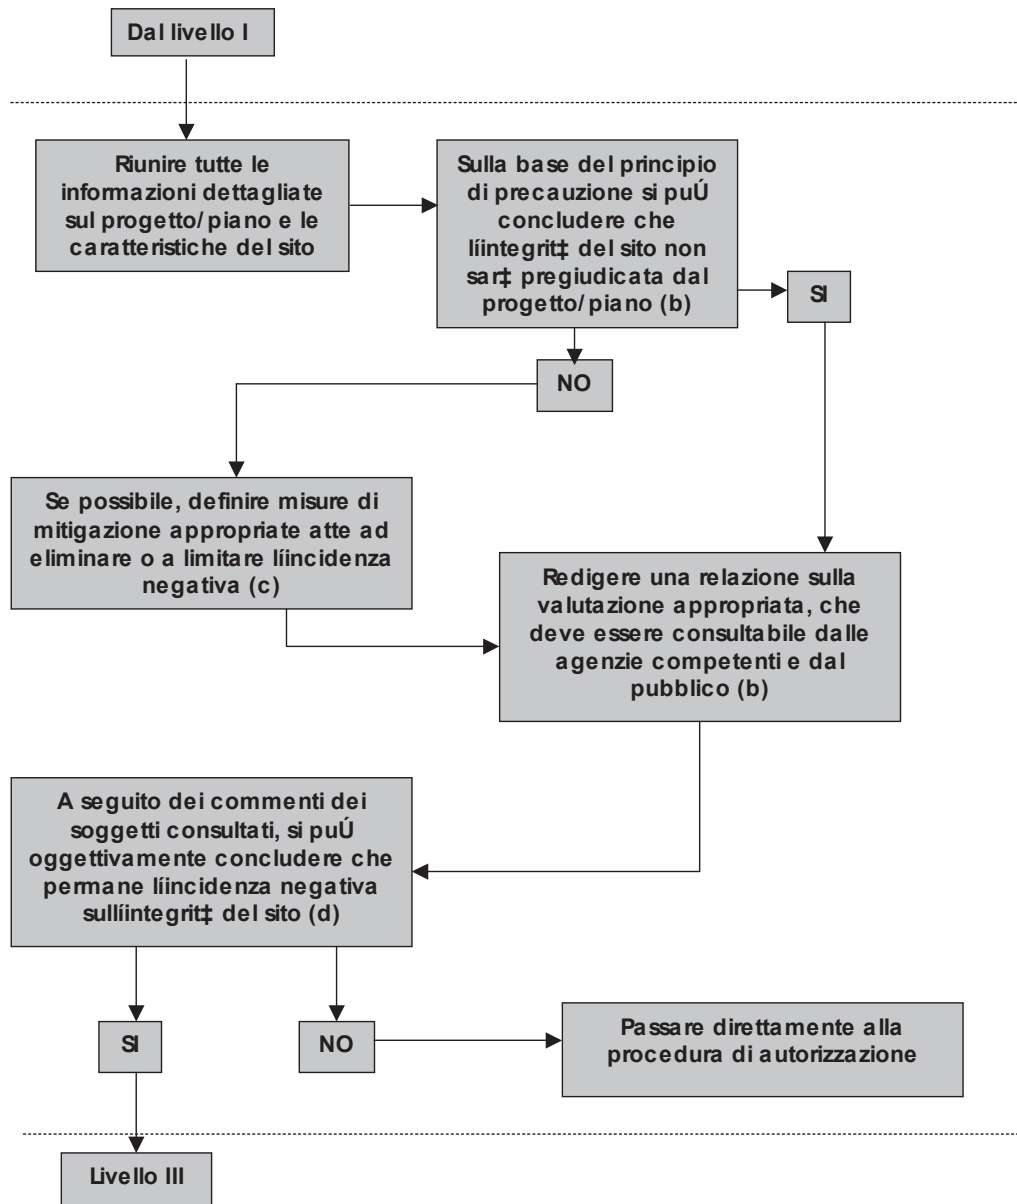 Dal livello I
Riunire tutte le
informazioni dettagliate
sul progetto/piano e le
caratteristiche del sito
Sulla base del principio
di precauzione si puÚ
concludere che
líintegrit‡ del sito non
sar‡ pregiudicata dal
progetto/piano (b)
SI
NO
Se possibile, definire misure di
mitigazione appropriate atte ad
eliminare o a limitare líincidenza
negativa (c)
Redigere una relazione sulla
valutazione appropriata, che
deve essere consultabile dalle
agenzie competenti e dal
pubblico (b)
A seguito dei commenti dei
soggetti consultati, si puÚ
oggettivamente concludere che
permane líincidenza negativa
sullíintegrit‡ del sito (d)
SI
NO
Passare direttamente alla
procedura di autorizzazione
Livello III